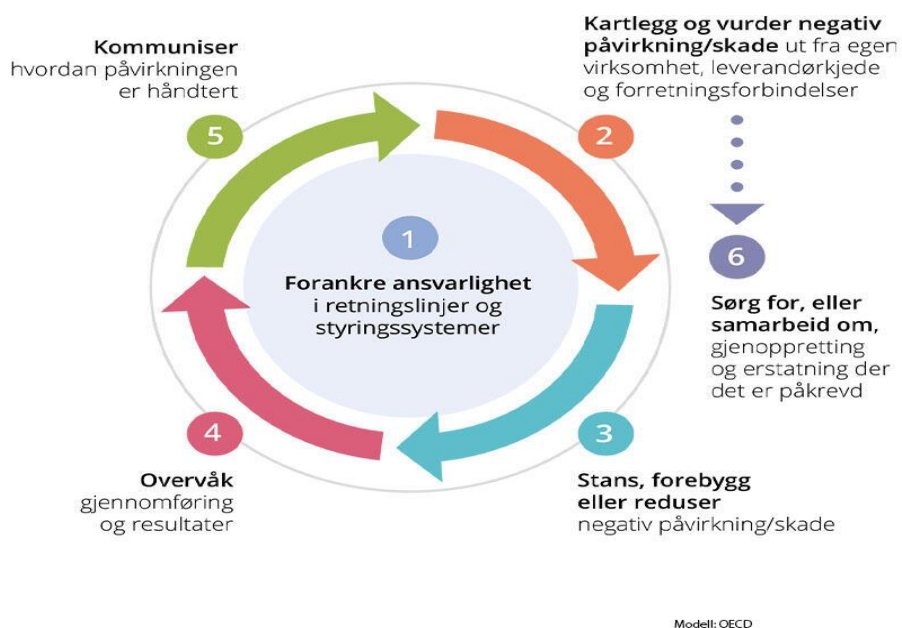 1
Forankre ansvarlighet
i retningslinjer og
styringssystemer
2
Kartlegg og vurder negativ
påvirkning/skade ut fra egen
virksomhet, leverandørkjede
og forretningsforbindelser
3
Stans, forebygg
eller reduser
negativ påvirkning/skade
4
Overvåk
gjennomføring
og resultater
5
Kommuniser
hvordan påvirkningen
er håndtert
6
Sørg for, eller
samarbeid om,
gjenoppretting
og erstatning der
det er påkrevd
Modell: OECD